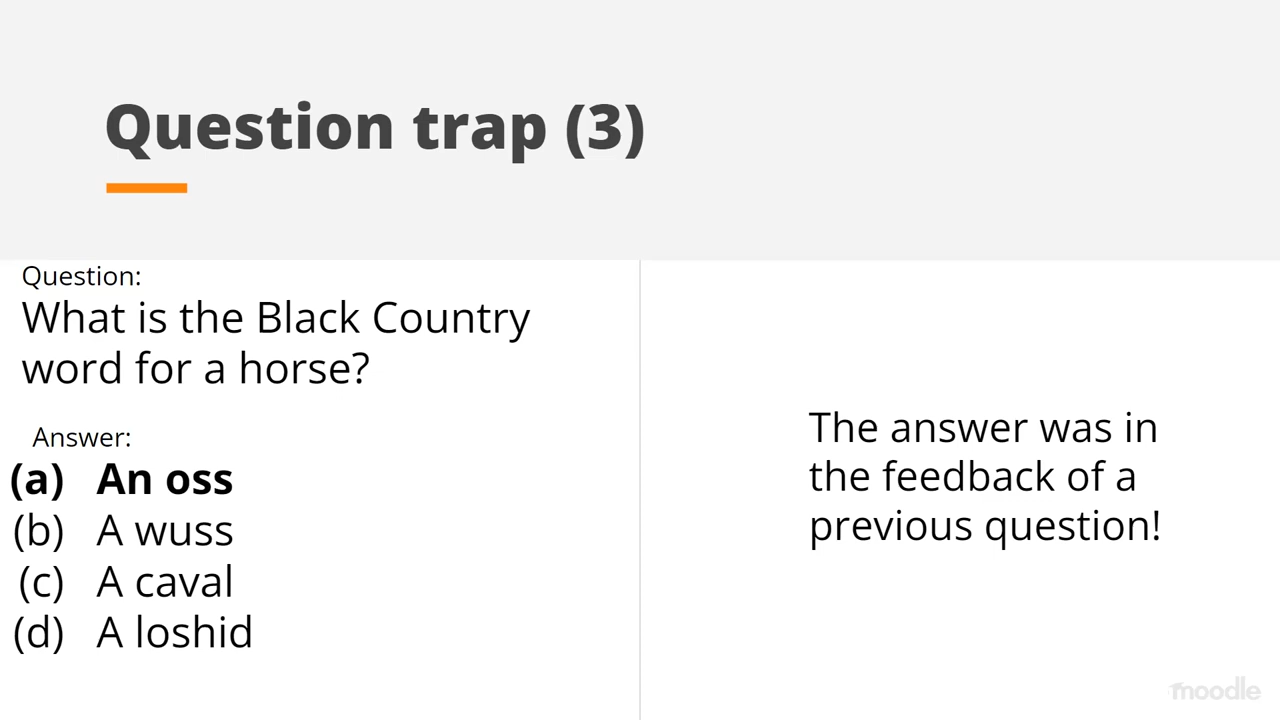 Question trap (3)
Question:
What is the Black Country
word for a horse?
Answer:
(a) An oss
(b) A wuss
(c) A caval
(d) A loshid
The answer was in
the feedback of a
previous question!
moodle